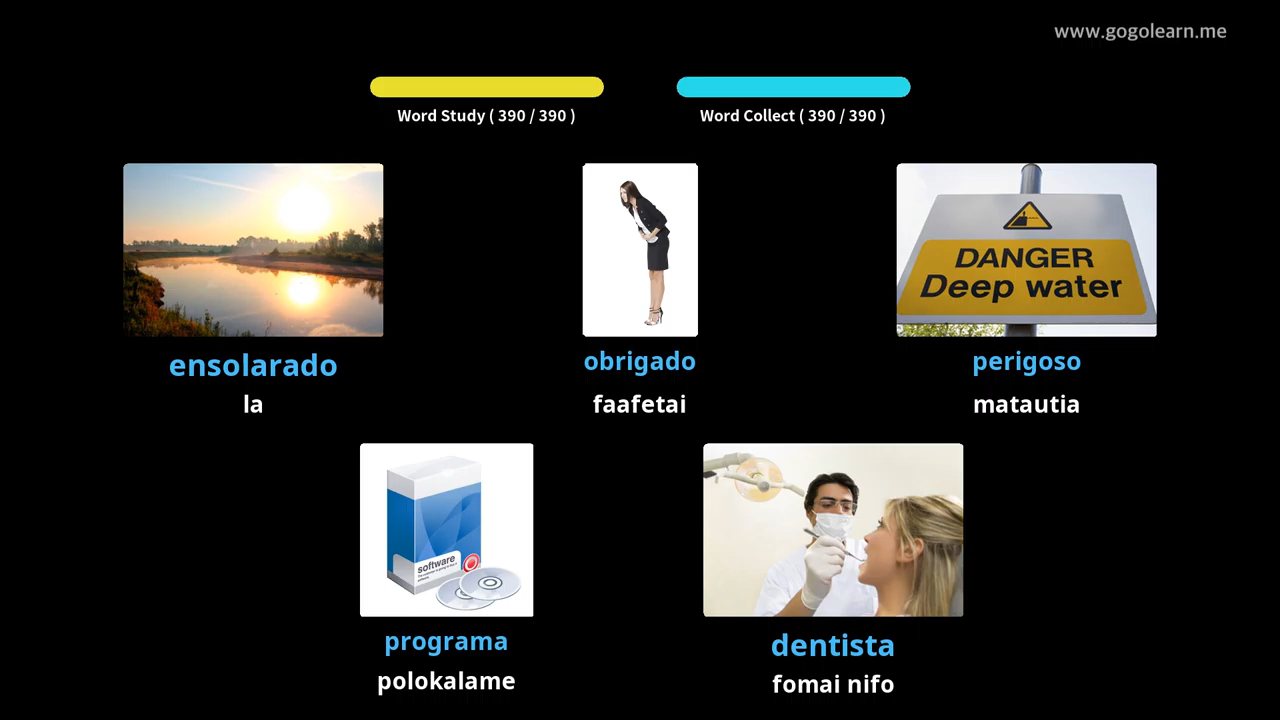 www.gogolearn.me
Word Study ( 390 / 390 )
Word Collect ( 390 / 390 )
DANGER
Deep water
ensolarado
la
obrigado
faafetai
perigoso
matautia
software
programa
polokalame
dentista
fomai nifo